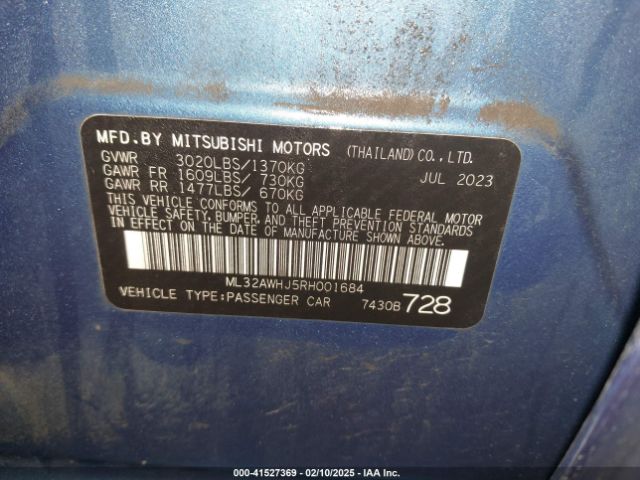 MFD.BY MITSUBISHI MOTORS (THAILAND) CO., LTD.
GVWR 3020LBS/1370KG JUL 2023
GAWR FR 1609LBS/ 730KG
GAWR RR 1477LBS/ 670KG
THIS VEHICLE CONFORMS TO ALL APPLICABLE FEDERAL MOTOR
VEHICLE SAFETY, BUMPER, AND THEFT PREVENTION STANDARDS
IN EFFECT ON THE DATE OF MANUFACTURE SHOWN ABOVE.
ML32AWHJ5RH001684
VEHICLE TYPE:PASSENGER CAR 7430B 728
000-41527369 - 02/10/2025 - IAA Inc.